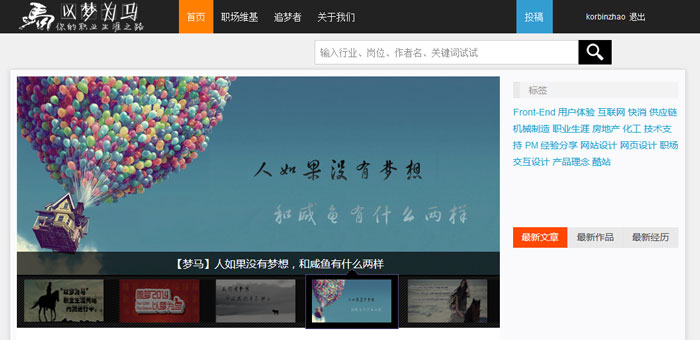 以梦为马
你的职业生涯之路
首页 职场维基 追梦者 关于我们 投稿 korbinzhao 退出
输入行业、岗位、作者名、关键词试试
标签
Front-End 用户体验 互联网 快消 供应链
机械制造 职业生涯 房地产 化工 技术支
持 PM 经验分享 网站设计 网页设计 职场
交互设计 产品理念 酷站
人如果没有梦想
和咸鱼有什么两样
【梦马】人如果没有梦想，和咸鱼有什么两样
最新文章 最新作品 最新经历